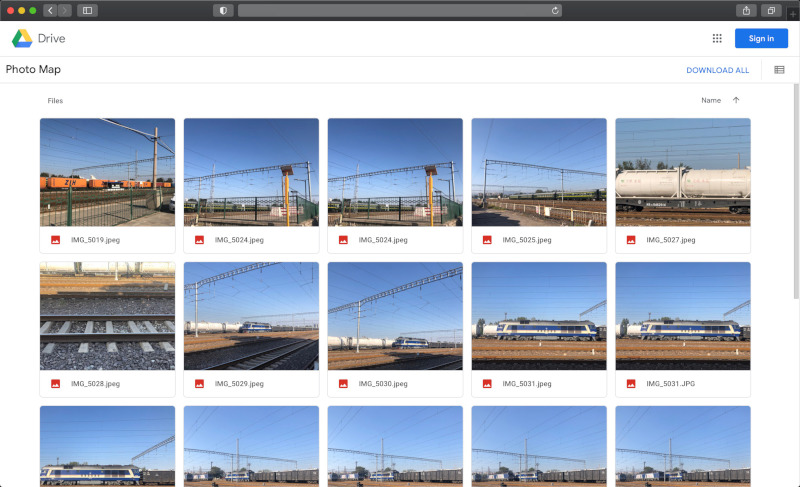 Drive
Sign in
Photo Map
DOWNLOAD ALL
Files
Name
IMG_5019.jpeg
IMG_5024.jpeg
IMG_5024.jpeg
IMG_5025.jpeg
IMG_5027.jpeg
IMG_5028.jpeg
IMG_5029.jpeg
IMG_5030.jpeg
IMG_5031.jpeg
IMG_5031.JPG